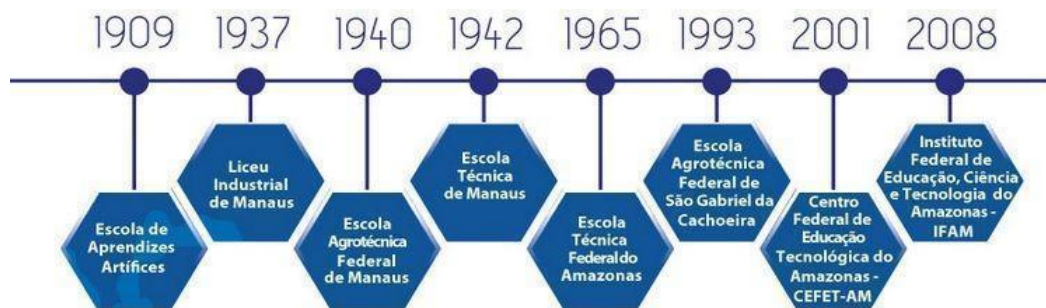 1909 1937 1940 1942 1965 1993 2001 2008
Escola de
Aprendizes
Artífices
Liceu
Industrial
de Manaus
Escola
Agrotécnica
Federal
de Manaus
Escola
Técnica
de Manaus
Escola
Técnica
Federal do
Amazonas
Escola
Agrotécnica
Federal de
São Gabriel da
Cachoeira
Centro
Federal de
Educação
Tecnológica do
Amazonas -
CEFET-AM
Instituto
Federal de
Educação, Ciência
e Tecnologia do
Amazonas -
IFAM